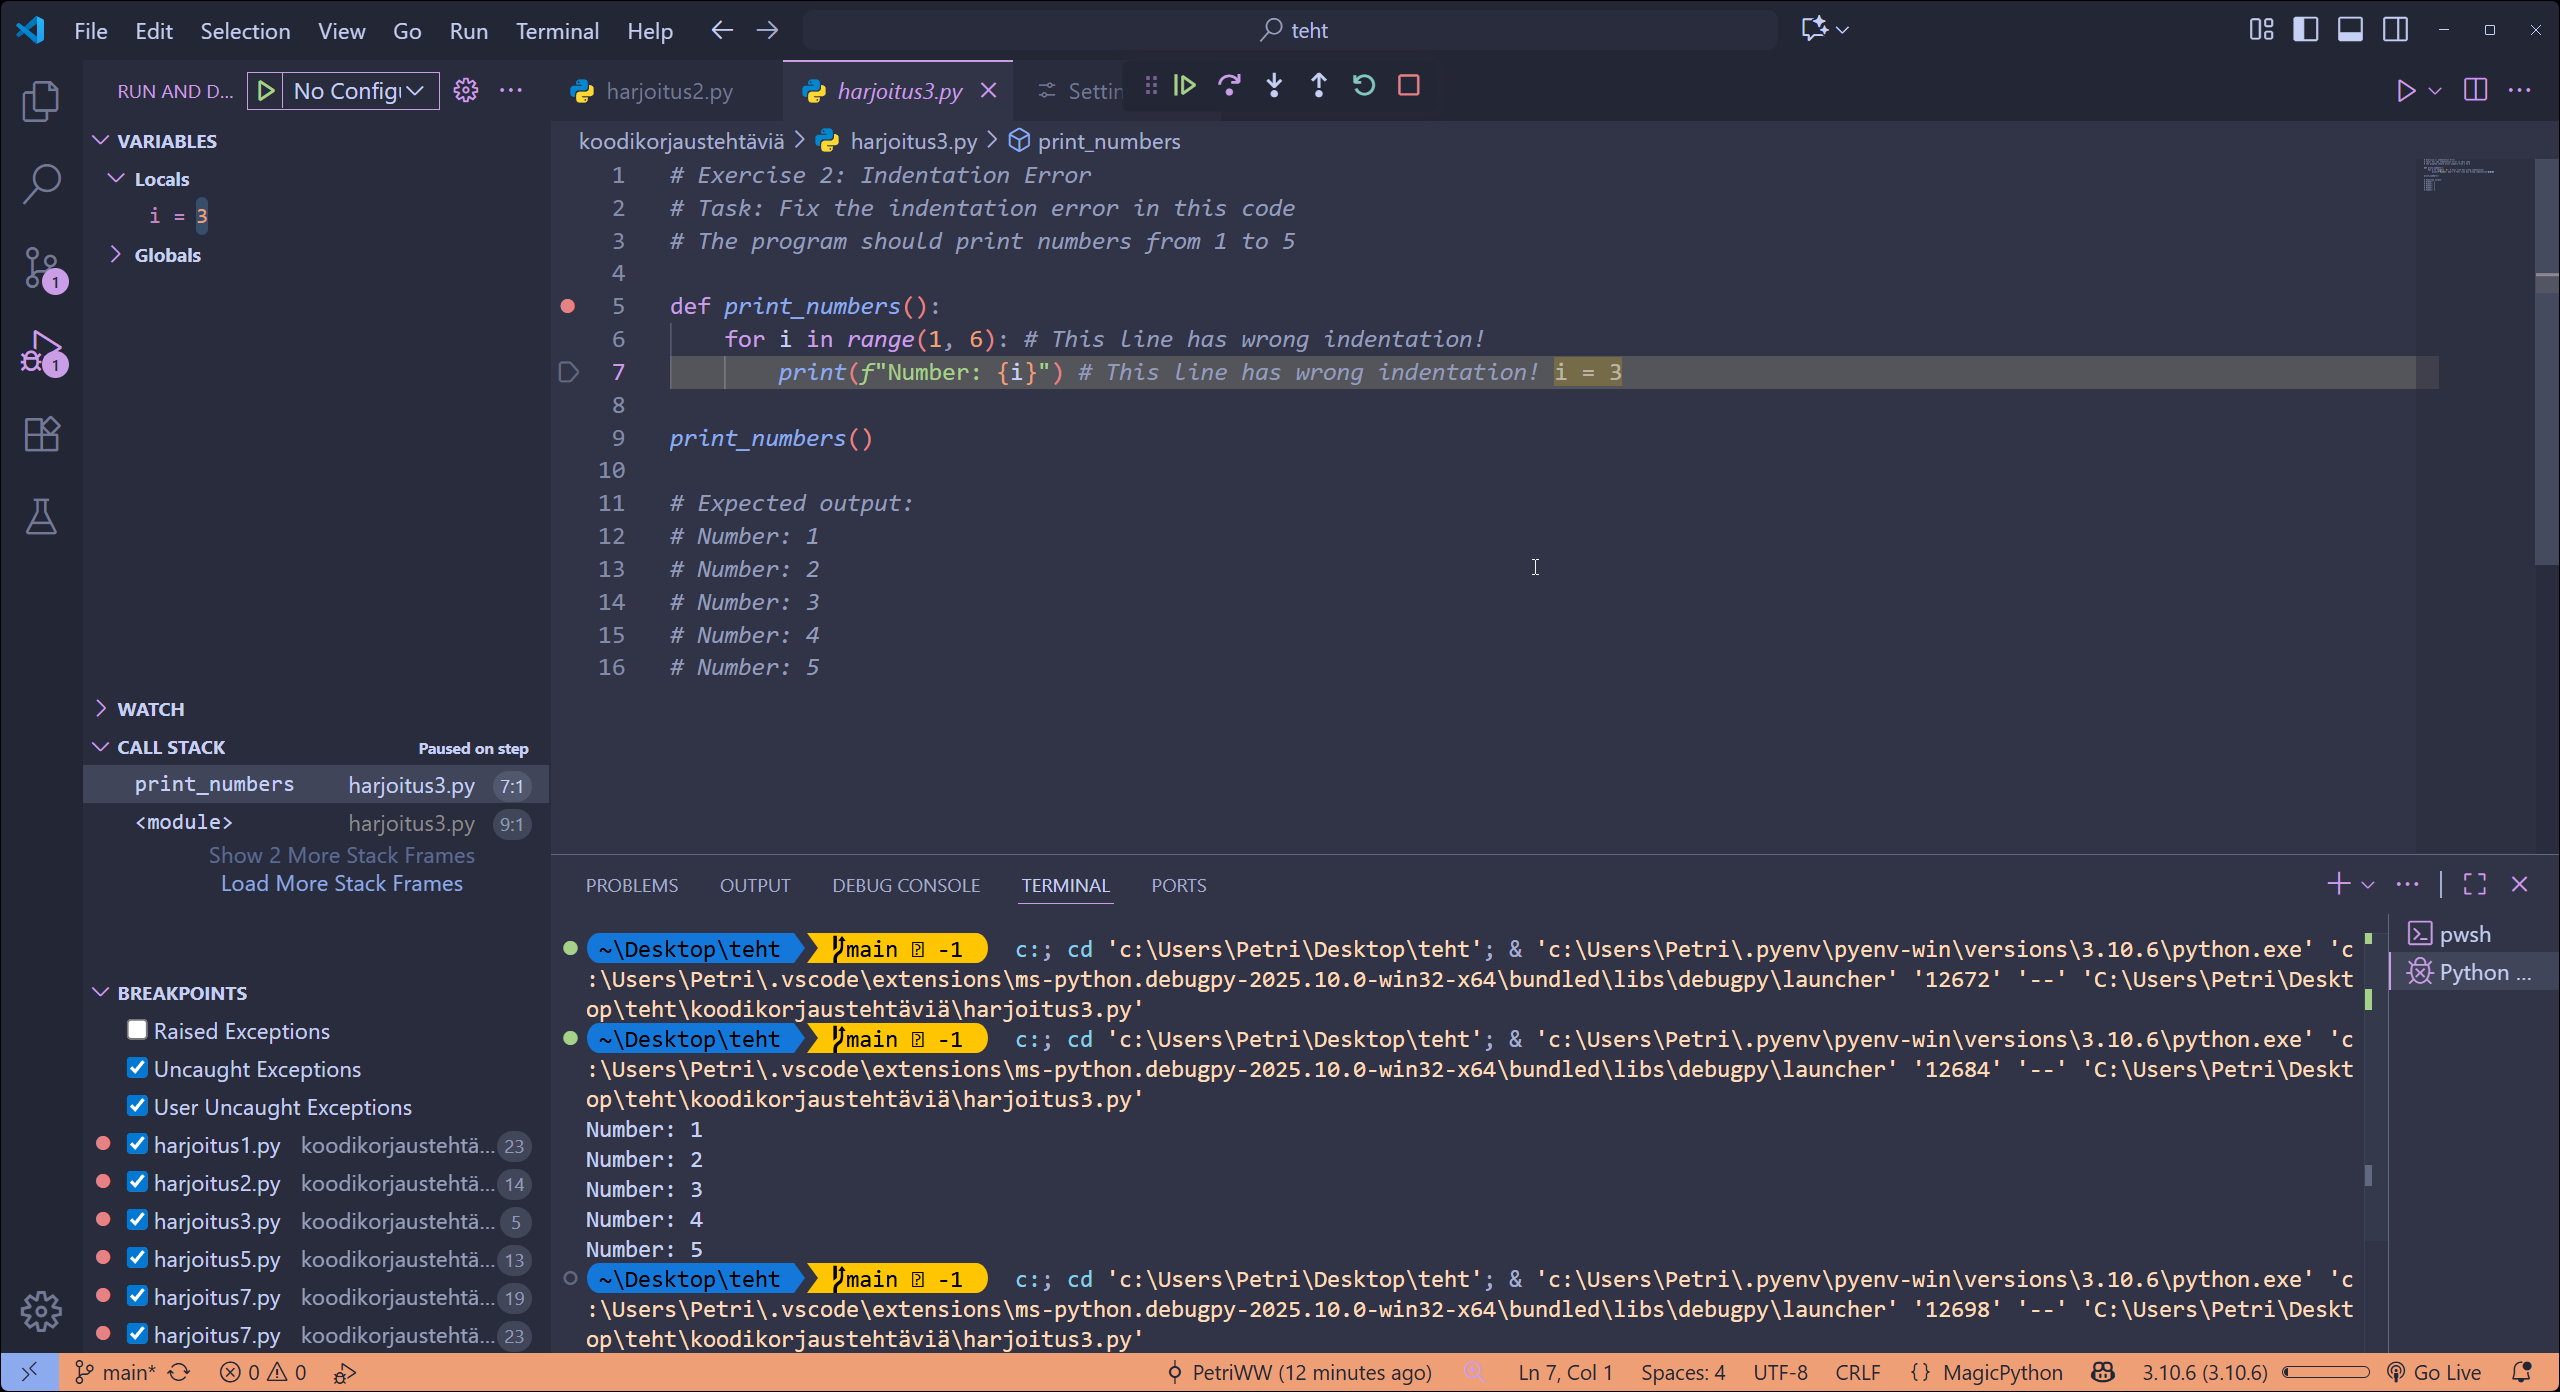 File Edit Selection View Go Run Terminal Help
teht
RUN AND D...
No Config
harjoitus2.py
harjoitus3.py
Settin
VARIABLES
Locals
i = 3
Globals
WATCH
CALL STACK
Paused on step
print_numbers harjoitus3.py 7:1
<module> harjoitus3.py 9:1
Show 2 More Stack Frames
Load More Stack Frames
BREAKPOINTS
Raised Exceptions
Uncaught Exceptions
User Uncaught Exceptions
harjoitus1.py koodikorjaustehtä... 23
harjoitus2.py koodikorjaustehtä... 14
harjoitus3.py koodikorjaustehtä... 5
harjoitus5.py koodikorjaustehtä... 13
harjoitus7.py koodikorjaustehtä... 19
harjoitus7.py koodikorjaustehtä... 23
1
1
koodikorjaustehtäviä > harjoitus3.py > print_numbers
1 # Exercise 2: Indentation Error
2 # Task: Fix the indentation error in this code
3 # The program should print numbers from 1 to 5
4
5 def print_numbers():
6 for i in range(1, 6): # This line has wrong indentation!
7 print(f"Number: {i}") # This line has wrong indentation! i = 3
8
9 print_numbers()
10
11 # Expected output:
12 # Number: 1
13 # Number: 2
14 # Number: 3
15 # Number: 4
16 # Number: 5
PROBLEMS OUTPUT DEBUG CONSOLE TERMINAL PORTS
pwsh
Python ...
~\Desktop\teht main -1 c:; cd 'c:\Users\Petri\Desktop\teht'; & 'c:\Users\Petri\.pyenv\pyenv-win\versions\3.10.6\python.exe' 'c
:\Users\Petri\.vscode\extensions\ms-python.debugpy-2025.10.0-win32-x64\bundled\libs\debugpy\launcher' '12672' '--' 'C:\Users\Petri\Deskt
op\teht\koodikorjaustehtäviä\harjoitus3.py'
~\Desktop\teht main -1 c:; cd 'c:\Users\Petri\Desktop\teht'; & 'c:\Users\Petri\.pyenv\pyenv-win\versions\3.10.6\python.exe' 'c
:\Users\Petri\.vscode\extensions\ms-python.debugpy-2025.10.0-win32-x64\bundled\libs\debugpy\launcher' '12684' '--' 'C:\Users\Petri\Deskt
op\teht\koodikorjaustehtäviä\harjoitus3.py'
Number: 1
Number: 2
Number: 3
Number: 4
Number: 5
~\Desktop\teht main -1 c:; cd 'c:\Users\Petri\Desktop\teht'; & 'c:\Users\Petri\.pyenv\pyenv-win\versions\3.10.6\python.exe' 'c
:\Users\Petri\.vscode\extensions\ms-python.debugpy-2025.10.0-win32-x64\bundled\libs\debugpy\launcher' '12698' '--' 'C:\Users\Petri\Deskt
op\teht\koodikorjaustehtäviä\harjoitus3.py'
main* 0 0 PetriWW (12 minutes ago) Ln 7, Col 1 Spaces: 4 UTF-8 CRLF {} MagicPython 3.10.6 (3.10.6) Go Live